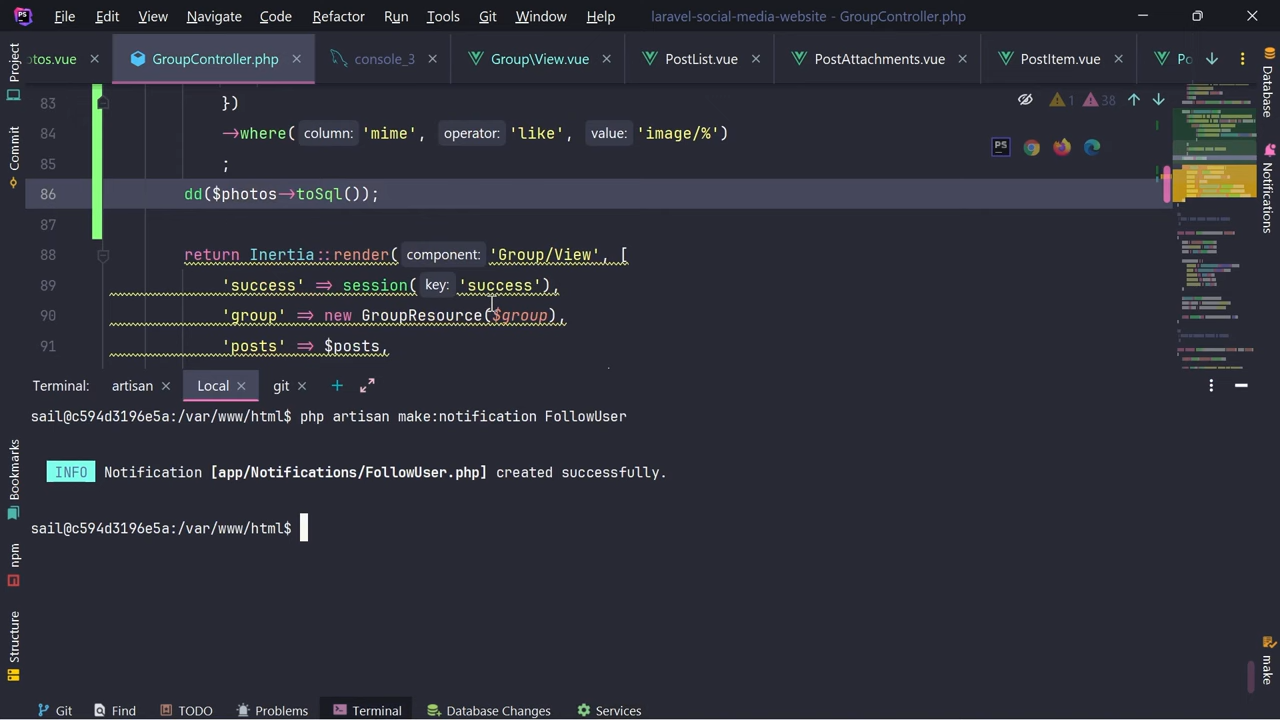 PS File Edit View Navigate Code Refactor Run Tools Git Window Help laravel-social-media-website - GroupController.php
otos.vue GroupController.php console_3 Group\View.vue PostList.vue PostAttachments.vue PostItem.vue Po
Project
Commit
Bookmarks
npm
Structure
Database
Notifications
make
1 38
PS
83 })
84 →where( column: 'mime', operator: 'like', value: 'image/%')
85 ;
86 dd($photos→toSql());
87
88 return Inertia::render( component: 'Group/View', [
89 'success' ⇒ session( key: 'success'),
90 'group' ⇒ new GroupResource($group),
91 'posts' ⇒ $posts,
Terminal: artisan Local git
sail@c594d3196e5a:/var/www/html$ php artisan make:notification FollowUser
INFO Notification [app/Notifications/FollowUser.php] created successfully.
sail@c594d3196e5a:/var/www/html$
Git Find TODO Problems Terminal Database Changes Services